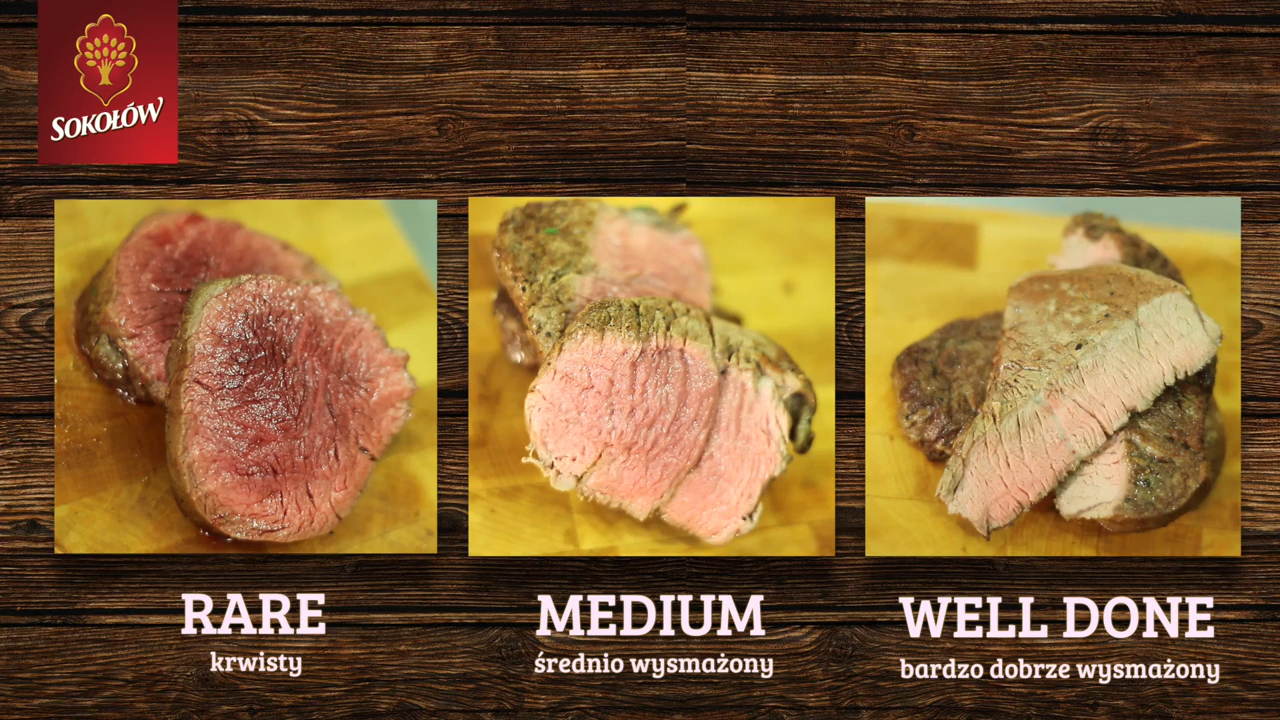 SOKOŁÓW
RARE
krwisty
MEDIUM
średnio wysmażony
WELL DONE
bardzo dobrze wysmażony